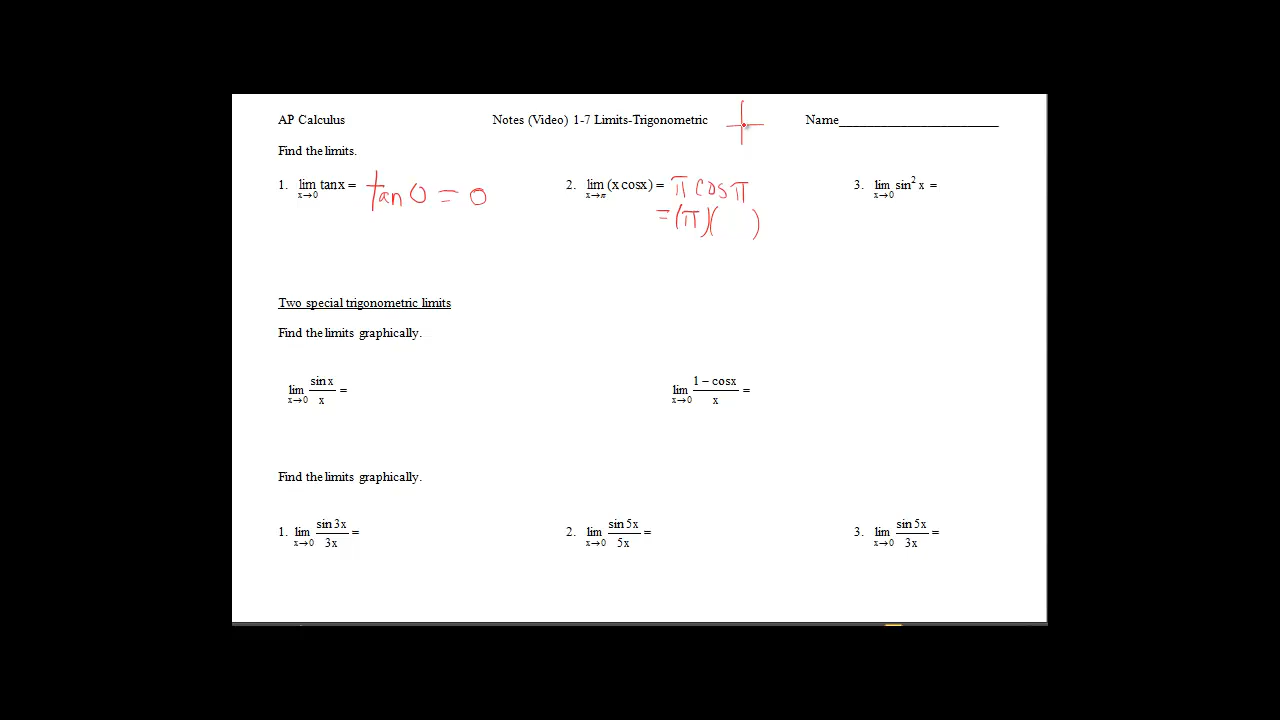 AP Calculus Notes (Video) 1-7 Limits-Trigonometric Name_______________________
Find the limits.
1. lim x→0 tanx = tan 0 = 0
2. lim x→π (x cosx) = π cos π
= (π)( )
3. lim x→0 sin² x =
Two special trigonometric limits
Find the limits graphically.
lim x→0 sin x / x =
lim x→0 1 − cosx / x =
Find the limits graphically.
1. lim x→0 sin 3x / 3x =
2. lim x→0 sin 5x / 5x =
3. lim x→0 sin 5x / 3x =